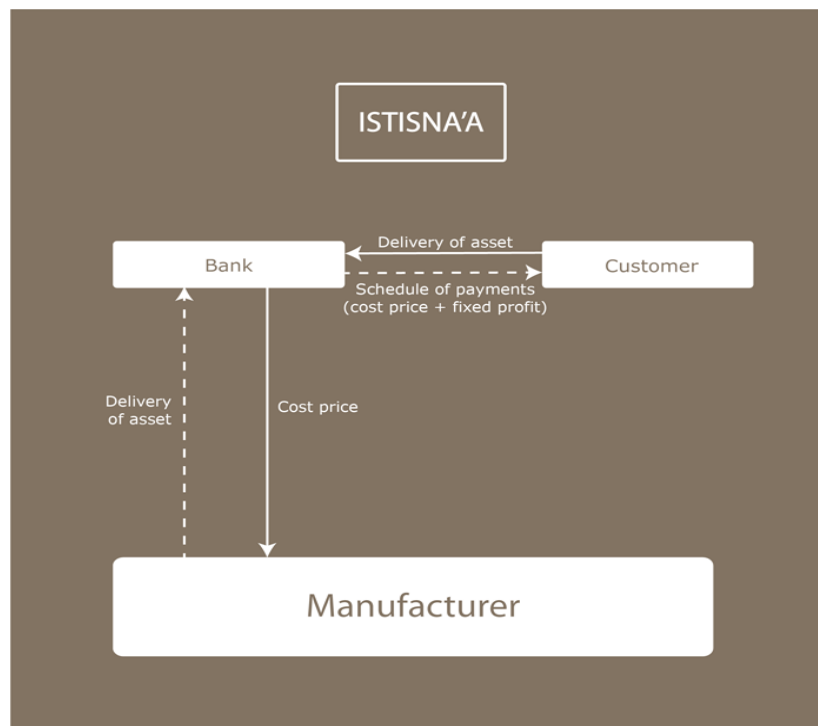 ISTISNA’A
Delivery of asset
Bank
Customer
Schedule of payments
(cost price + fixed profit)
Delivery
of asset
Cost price
Manufacturer